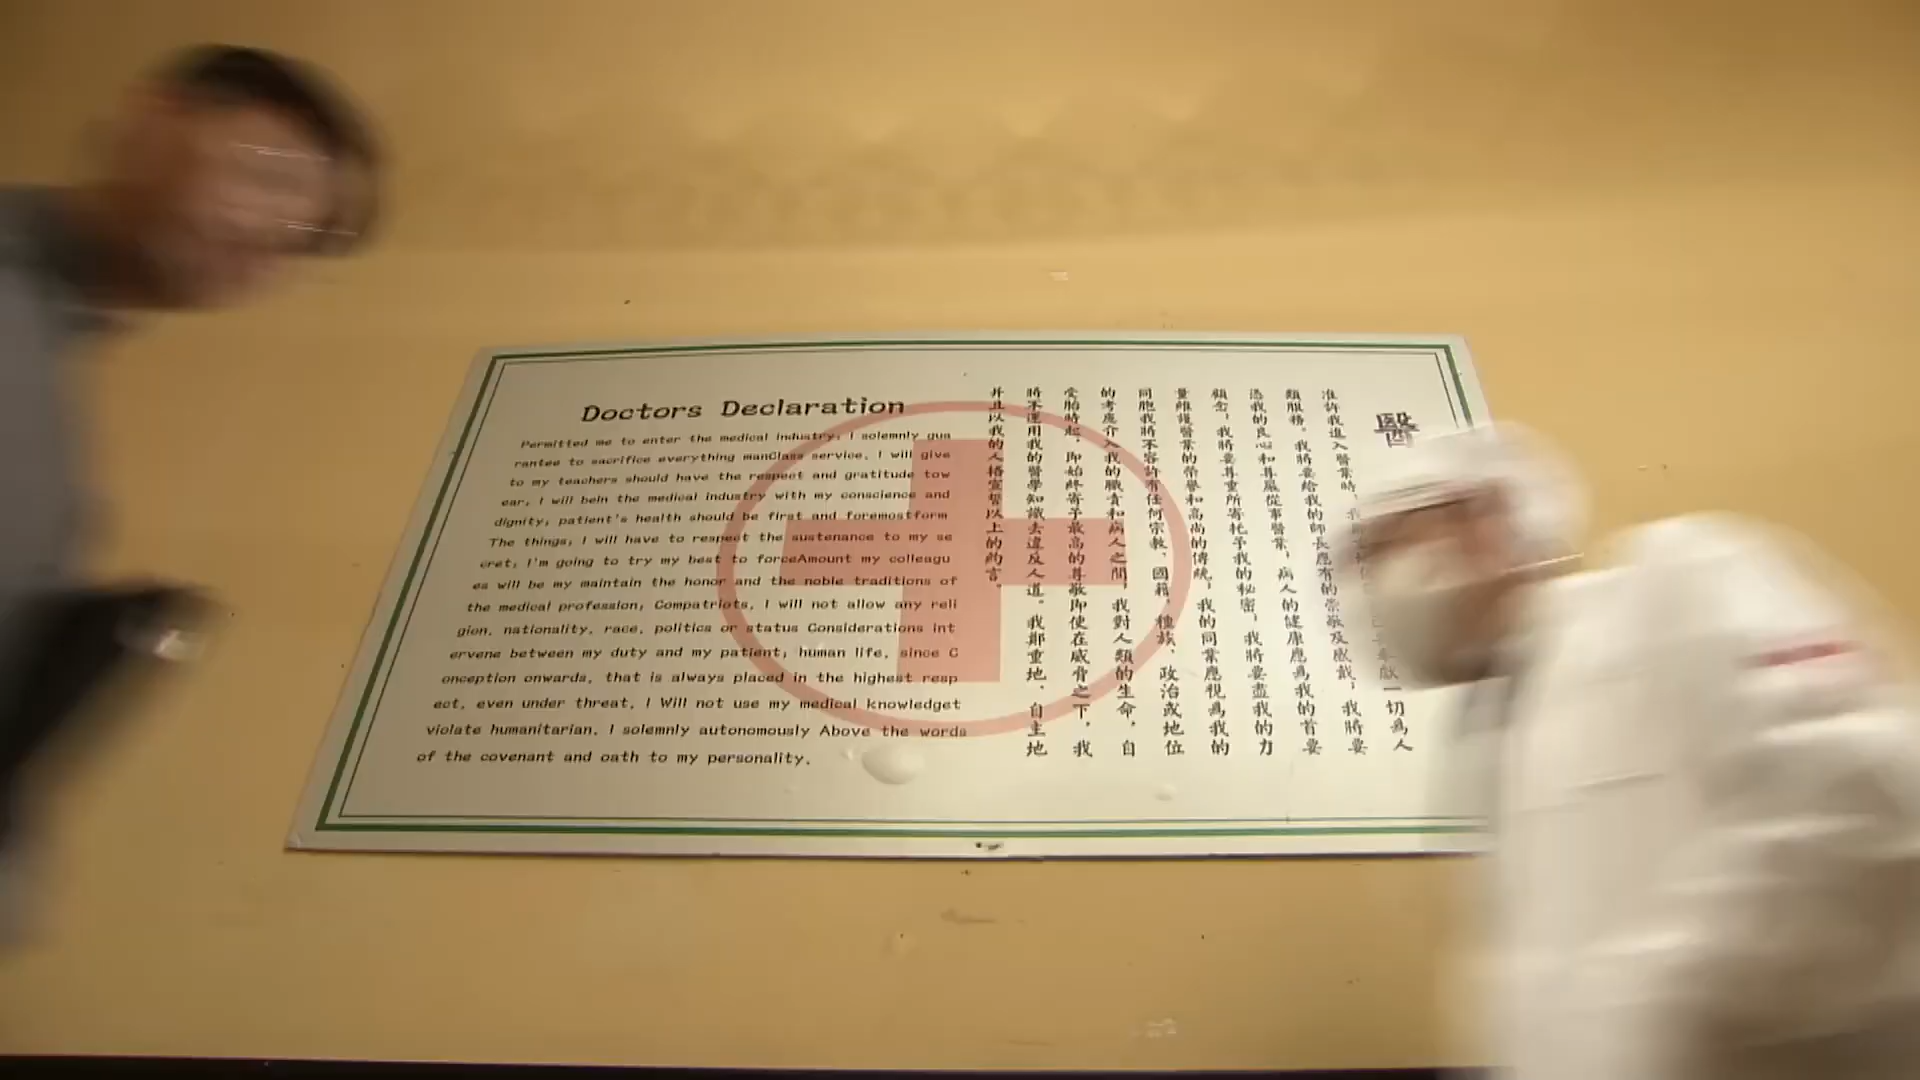 Doctors Declaration
Permitted me to enter the medical industry; I solemnly gua
rantee to sacrifice everything manClass service, I will give
to my teachers should have the respect and gratitude tow
ear; I will bein the medical industry with my conscience and
dignity; patient's health should be first and foremostform
The things; I will have to respect the sustenance to my se
cret; I'm going to try my best to forceAmount my colleagu
es will be my maintain the honor and the noble traditions of
the medical profession; Compatriots, I will not allow any reli
gion, nationality, race, politics or status Considerations int
ervene between my duty and my patient; human life, since C
onception onwards, that is always placed in the highest resp
ect, even under threat, I Will not use my medical knowledget
violate humanitarian. I solemnly autonomously Above the words
of the covenant and oath to my personality.
醫
准許我進入醫業時，我 一切為人
類服務。我將要給我的師長應有的崇敬及感戴，我將要
憑我的良心和尊嚴從事醫業，病人的健康應為我的首要
顧念，我將要尊重所寄托予我的秘密，我將要盡我的力
量維護醫業的榮譽和高尚的傳統，我的同業應視為我的
同胞我將不容許有任何宗教，國籍，種族，政治或地位
的考慮介入我的職責和病人之間，我對人類的生命，自
受胎時起，即始終寄予最高的尊敬即使在威脅之下，我
將不運用我的醫學知識去違反人道。我鄭重地，自主地
并且以我的人格宣誓以上的約言。